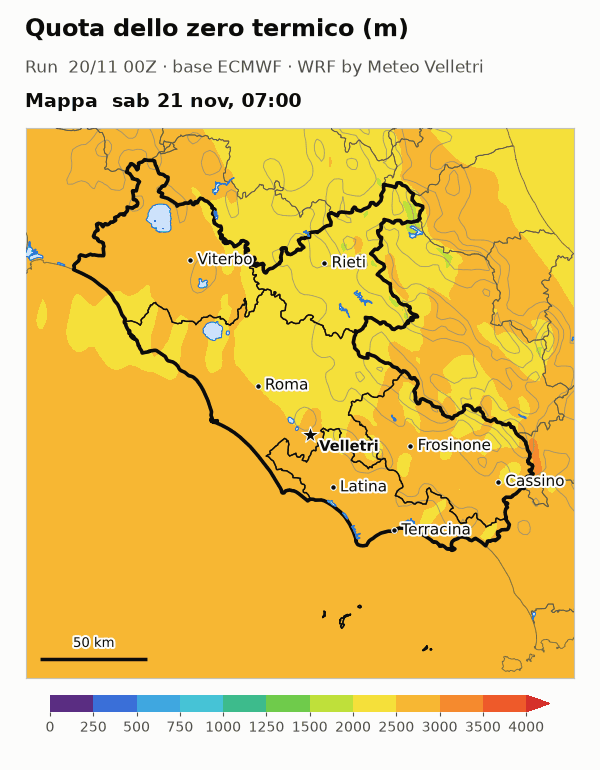 Quota dello zero termico (m)
Run 20/11 00Z · base ECMWF · WRF by Meteo Velletri
Mappa sab 21 nov, 07:00
Viterbo
Rieti
Roma
Velletri
Frosinone
Cassino
Latina
Terracina
50 km
0 250 500 750 1000 1250 1500 2000 2500 3000 3500 4000